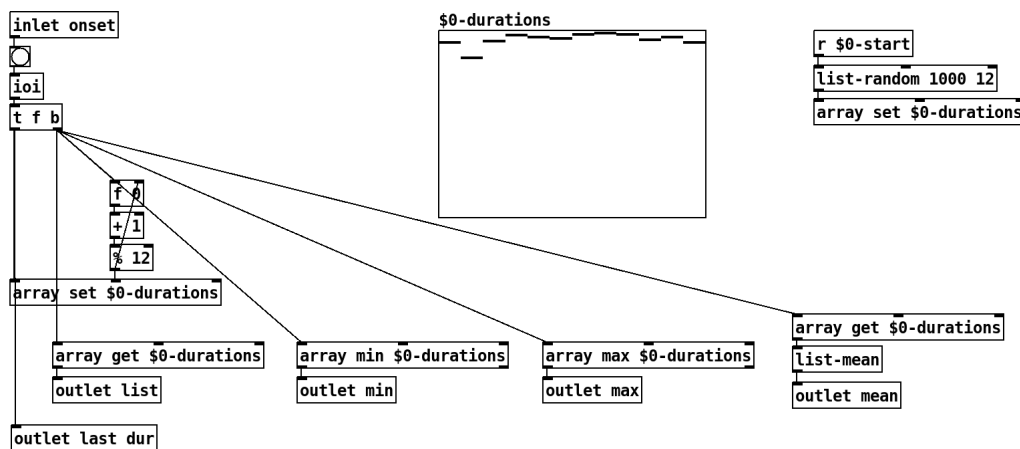 inlet onset
ioi
t f b
f 0
+ 1
% 12
array set $0-durations
array get $0-durations
outlet list
outlet last dur
array min $0-durations
outlet min
array max $0-durations
outlet max
array get $0-durations
list-mean
outlet mean
$0-durations
r $0-start
list-random 1000 12
array set $0-durations